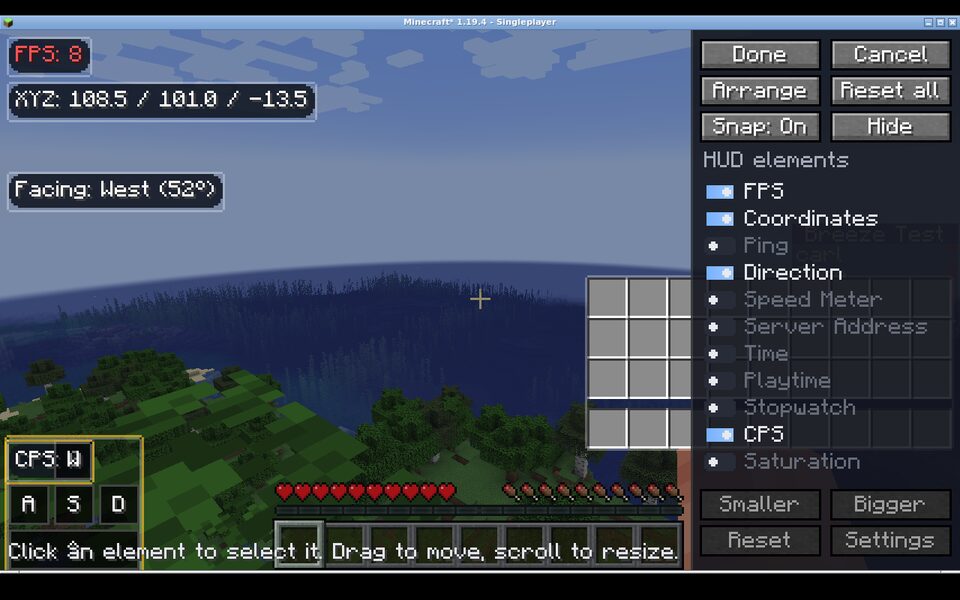 Minecraft* 1.19.4 - Singleplayer
FPS: 8
XYZ: 108.5 / 101.0 / -13.5
Facing: West (52°)
Done
Cancel
Arrange
Reset all
Snap: On
Hide
HUD elements
FPS
Coordinates
Ping
Direction
Speed Meter
Server Address
Time
Playtime
Stopwatch
CPS
Saturation
Smaller
Bigger
Reset
Settings
Breeze Test
CPS
W
A S D
Click an element to select it. Drag to move, scroll to resize.